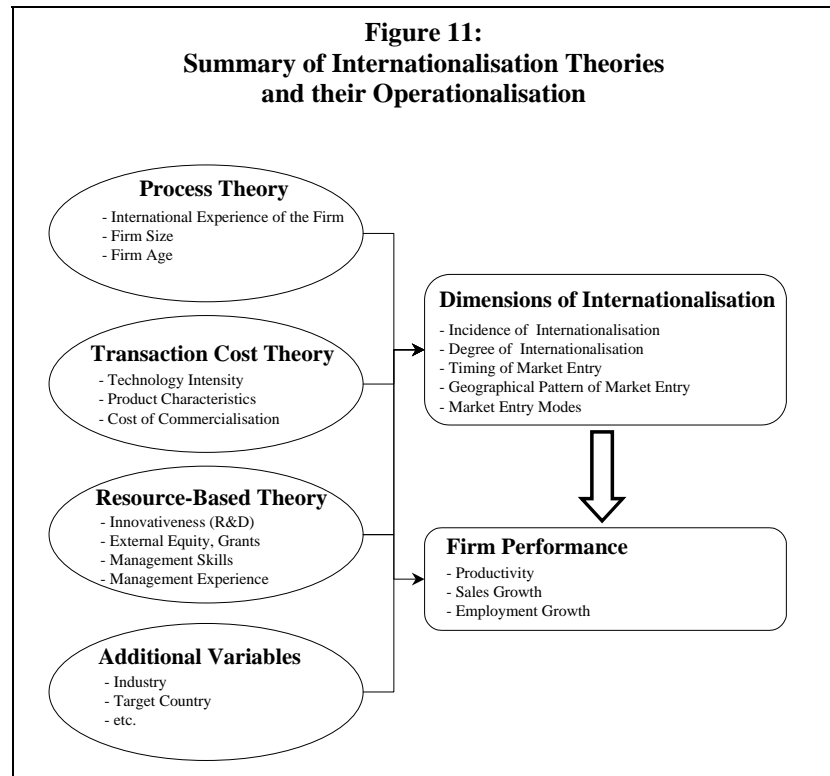 Figure 11:
Summary of Internationalisation Theories
and their Operationalisation
Process Theory
- International Experience of the Firm
- Firm Size
- Firm Age
Transaction Cost Theory
- Technology Intensity
- Product Characteristics
- Cost of Commercialisation
Resource-Based Theory
- Innovativeness (R&D)
- External Equity, Grants
- Management Skills
- Management Experience
Additional Variables
- Industry
- Target Country
- etc.
Dimensions of Internationalisation
- Incidence of Internationalisation
- Degree of Internationalisation
- Timing of Market Entry
- Geographical Pattern of Market Entry
- Market Entry Modes
Firm Performance
- Productivity
- Sales Growth
- Employment Growth